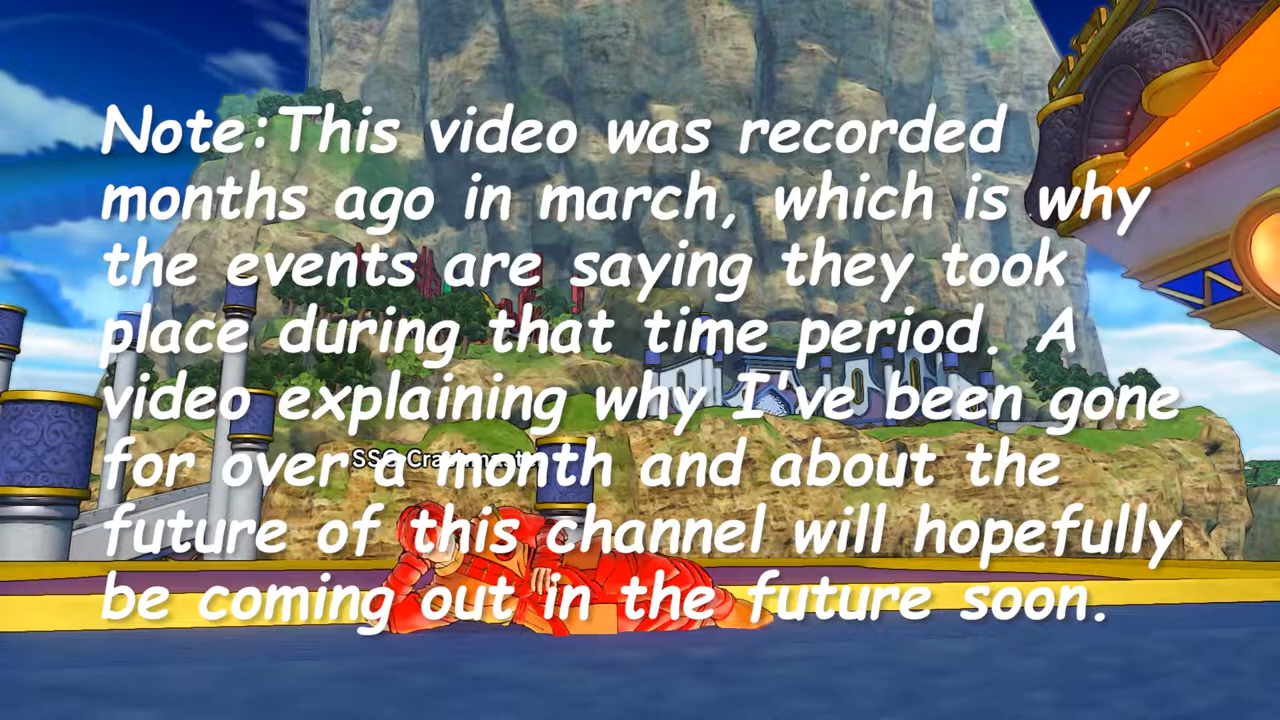 Note:This video was recorded
months ago in march, which is why
the events are saying they took
place during that time period. A
video explaining why I've been gone
for over a month and about the
future of this channel will hopefully
be coming out in the future soon.